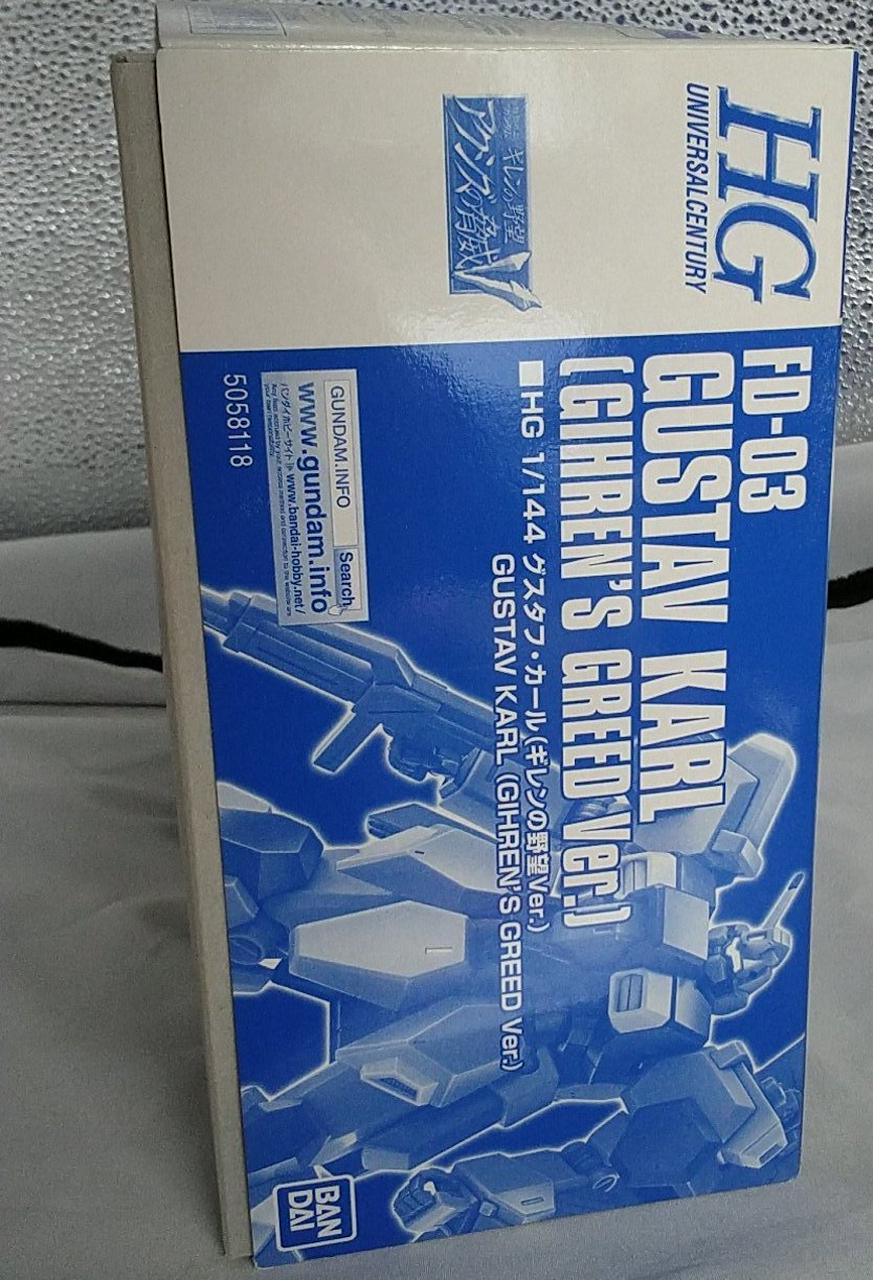 HG
UNIVERSAL CENTURY
ギレンの野望
アクシズの脅威V
FD-03
GUSTAV KARL
[GIHREN'S GREED Ver.]
■HG 1/144 グスタフ・カール(ギレンの野望Ver.)
GUSTAV KARL (GIHREN'S GREED Ver.)
GUNDAM.INFO Search
www.gundam.info
バンダイホビーサイト www.bandai-hobby.net/
5058118
BAN
DAI